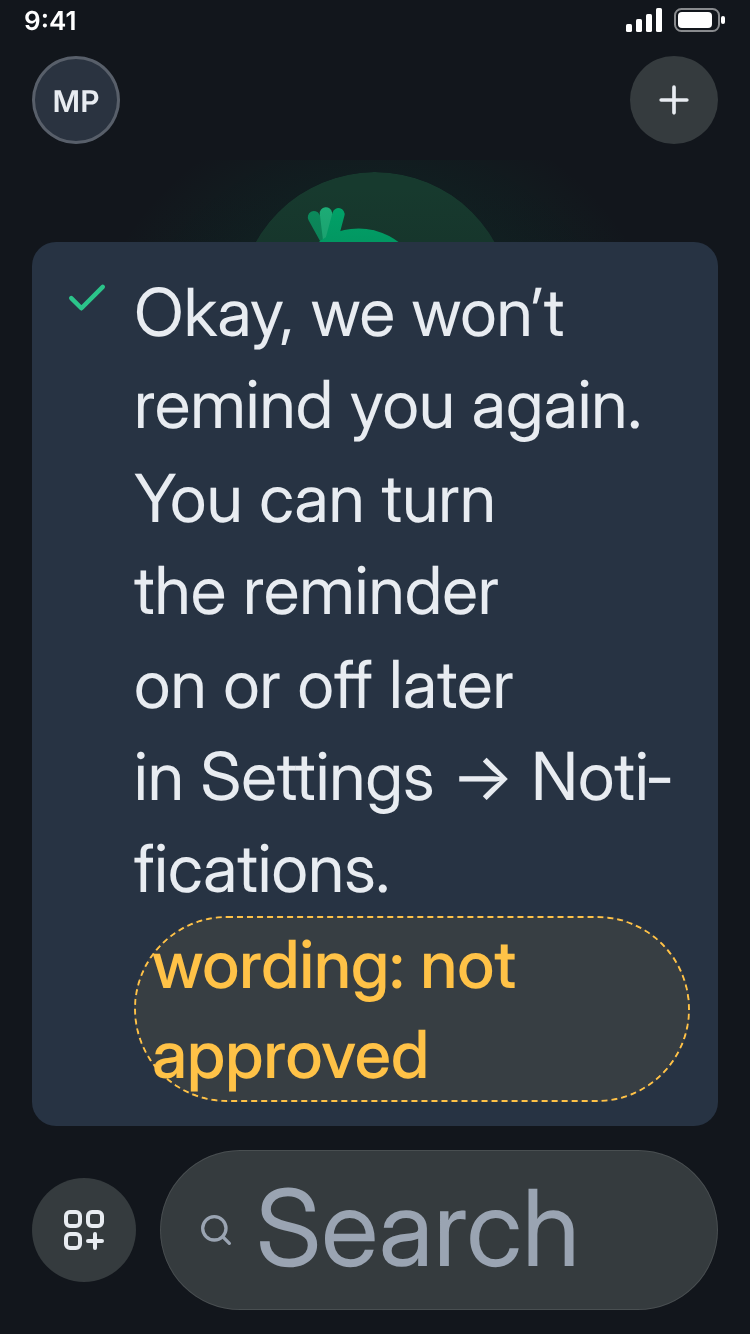 9:41
MP
Okay, we won’t
remind you again.
You can turn
the reminder
on or off later
in Settings → Noti-
fications.
wording: not
approved
Search